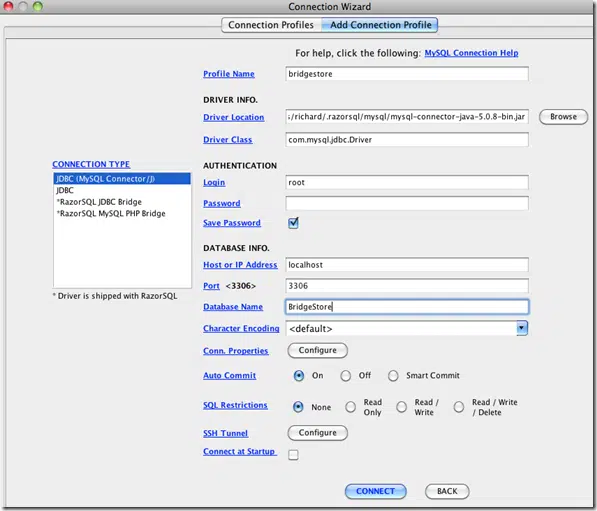 Connection Wizard
Connection Profiles
Add Connection Profile
For help, click the following: MySQL Connection Help
Profile Name
bridgestore
DRIVER INFO.
Driver Location
:/richard/.razorsql/mysql/mysql-connector-java-5.0.8-bin.jar
Browse
Driver Class
com.mysql.jdbc.Driver
CONNECTION TYPE
JDBC (MySQL Connector/J)
JDBC
*RazorSQL JDBC Bridge
*RazorSQL MySQL PHP Bridge
* Driver is shipped with RazorSQL
AUTHENTICATION
Login
root
Password
Save Password
DATABASE INFO.
Host or IP Address
localhost
Port <3306>
3306
Database Name
BridgeStore
Character Encoding
<default>
Conn. Properties
Configure
Auto Commit
On
Off
Smart Commit
SQL Restrictions
None
Read
Only
Read /
Write
Read / Write
/ Delete
SSH Tunnel
Configure
Connect at Startup
CONNECT
BACK